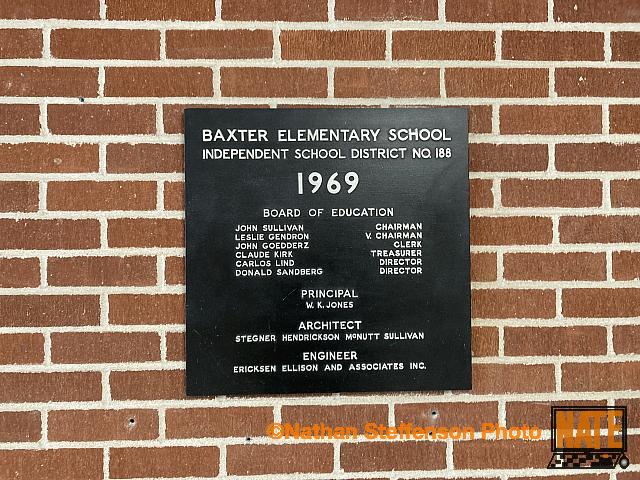 BAXTER ELEMENTARY SCHOOL
INDEPENDENT SCHOOL DISTRICT NO. 188
1969
BOARD OF EDUCATION
JOHN SULLIVAN CHAIRMAN
LESLIE GENDRON V. CHAIRMAN
JOHN GOEDDERZ CLERK
CLAUDE KIRK TREASURER
CARLOS LIND DIRECTOR
DONALD SANDBERG DIRECTOR
PRINCIPAL
W. K. JONES
ARCHITECT
STEGNER HENDRICKSON McNUTT SULLIVAN
ENGINEER
ERICKSEN ELLISON AND ASSOCIATES INC.
©Nathan Steffenson Photo
NATE